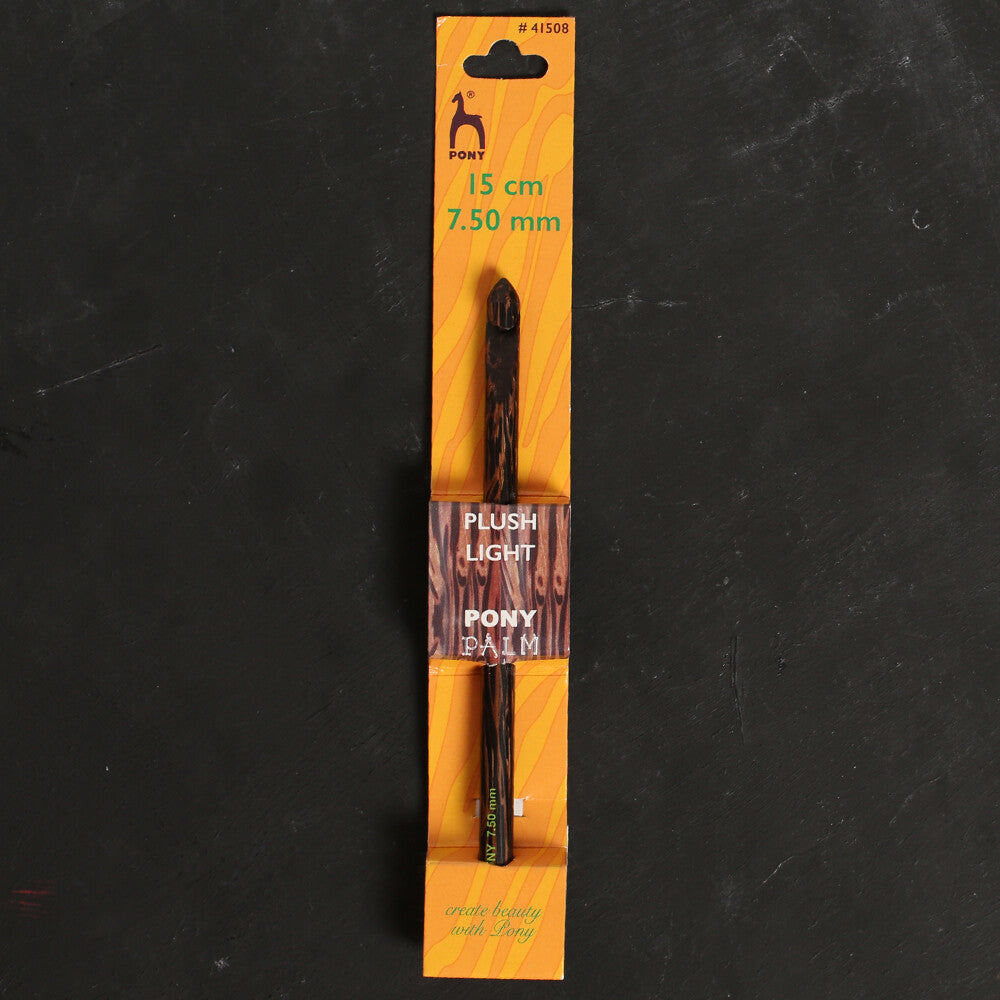 # 41508
®
PONY
15 cm
7.50 mm
PLUSH
LIGHT
PONY
PALM
NY 7.50 mm
create beauty
with Pony